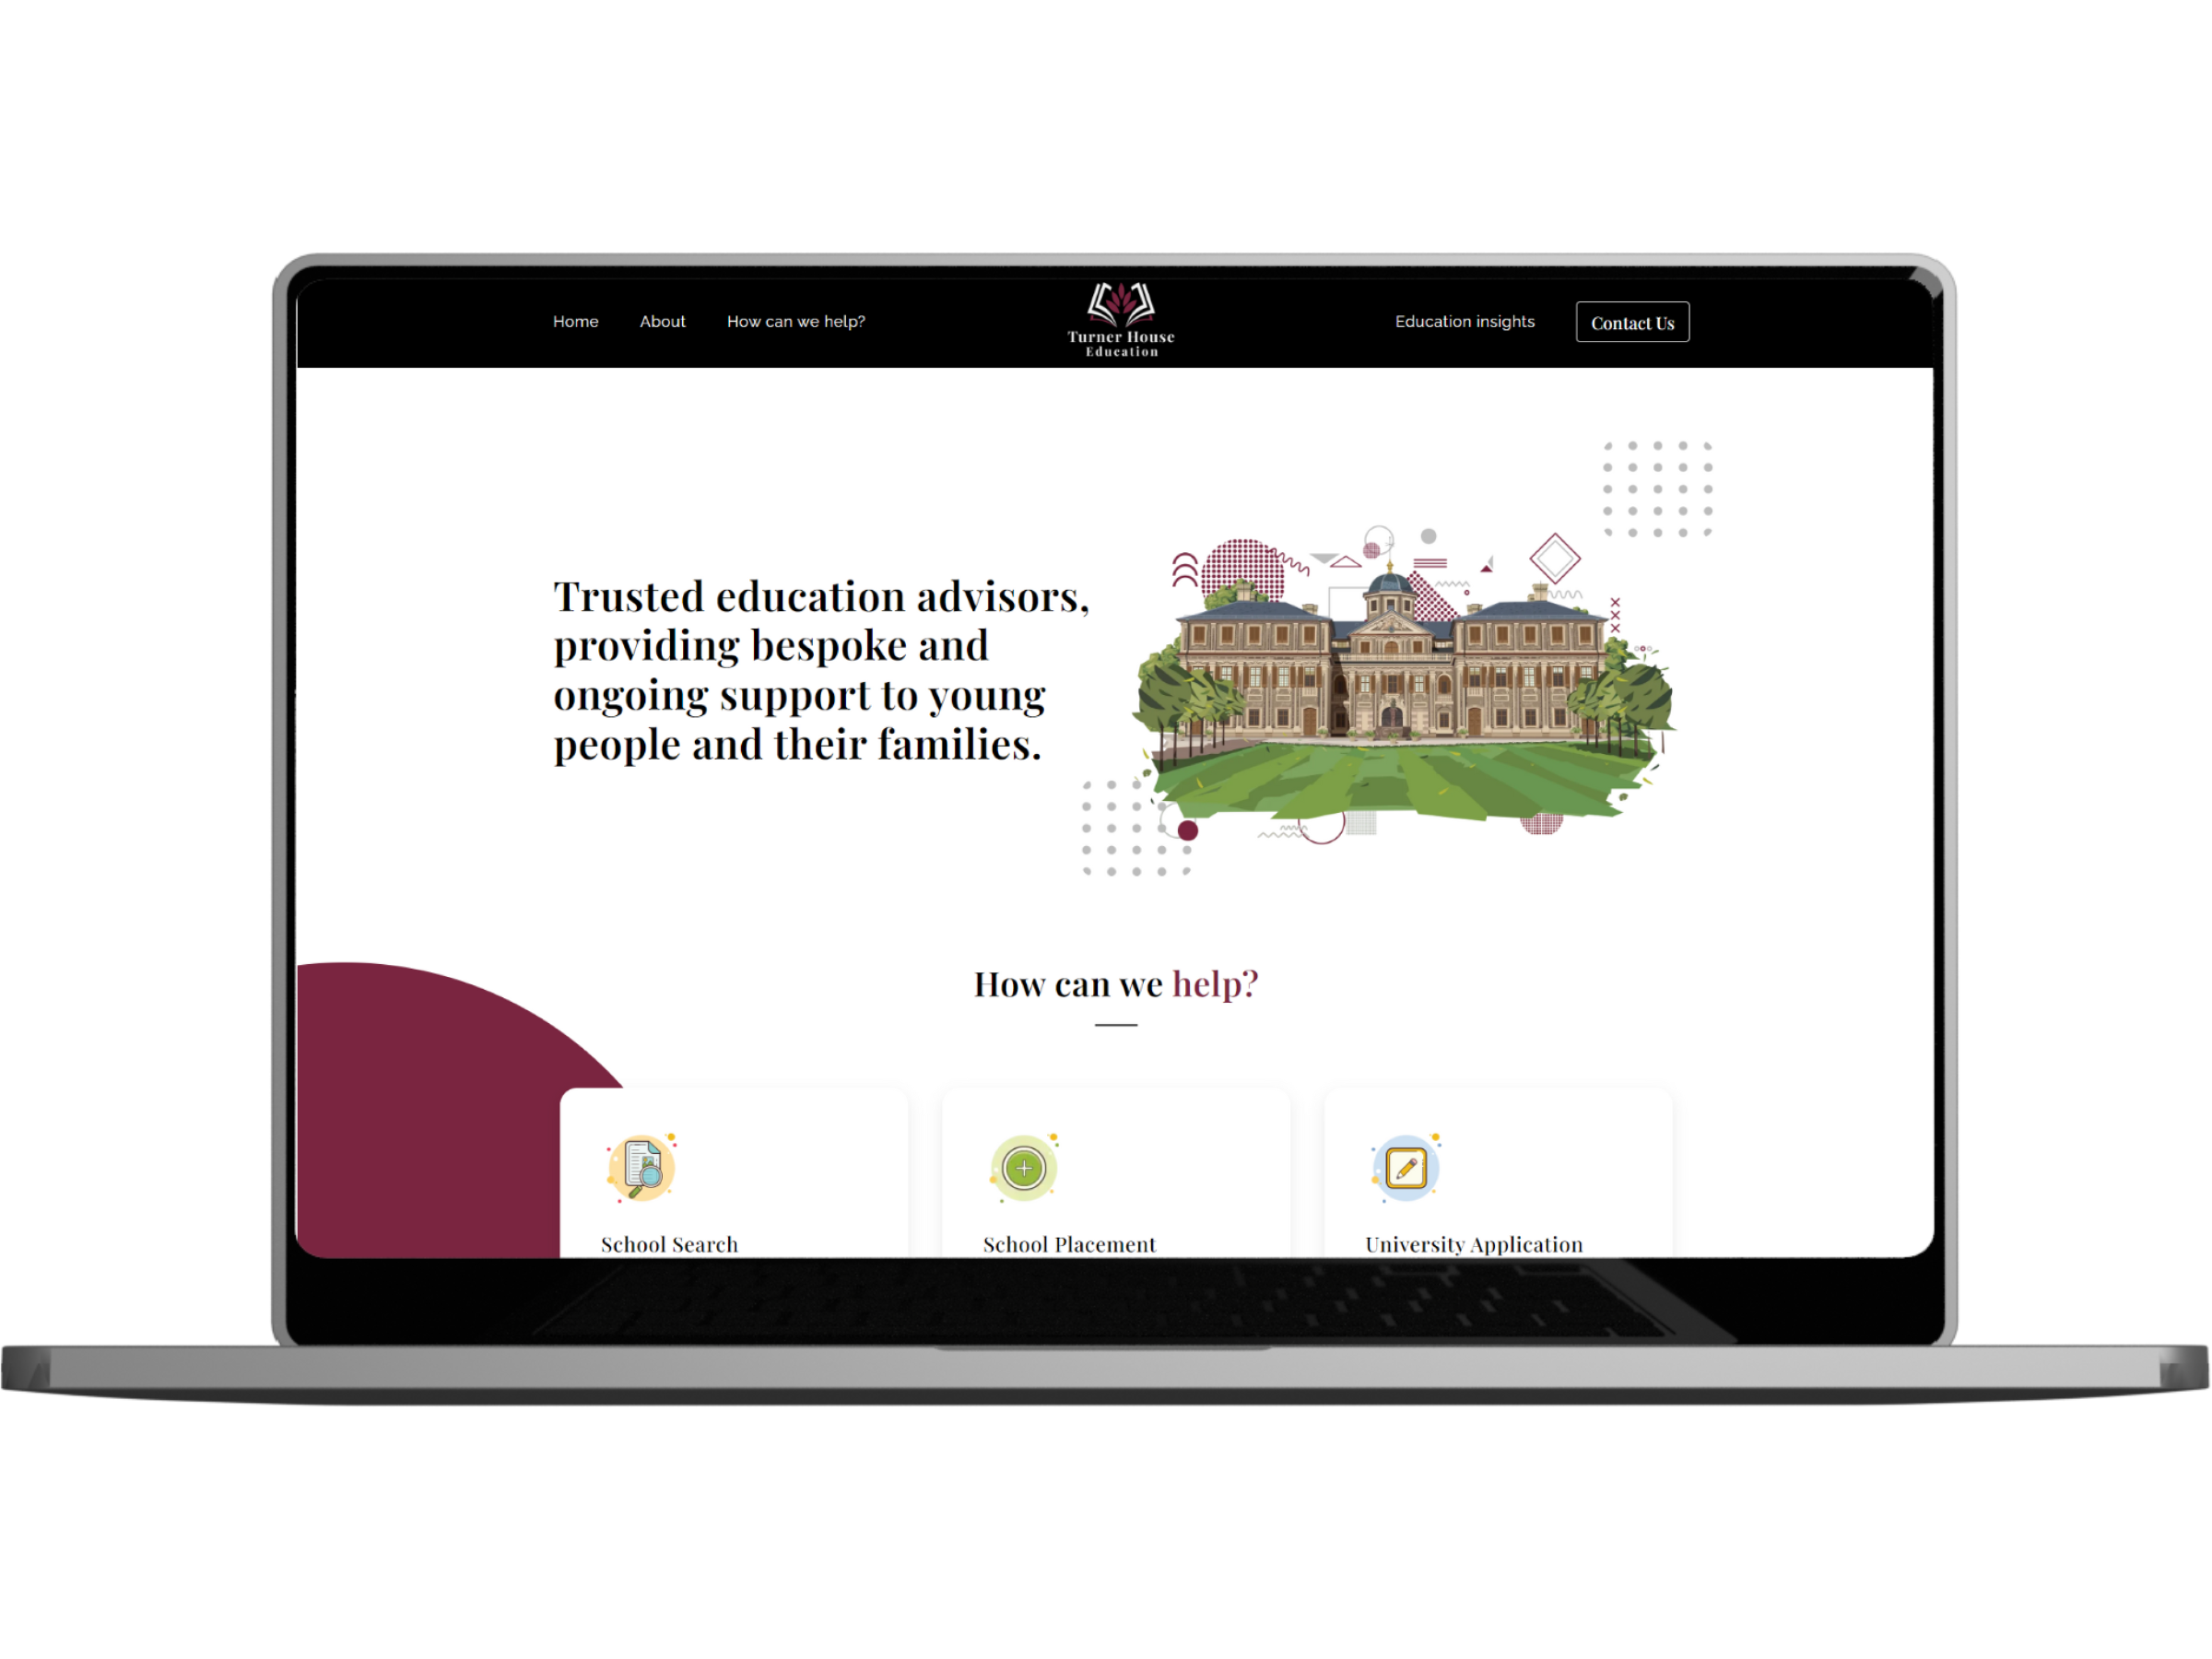 Home About How can we help?
Turner House
Education
Education insights Contact Us
Trusted education advisors,
providing bespoke and
ongoing support to young
people and their families.
How can we help?
School Search School Placement University Application